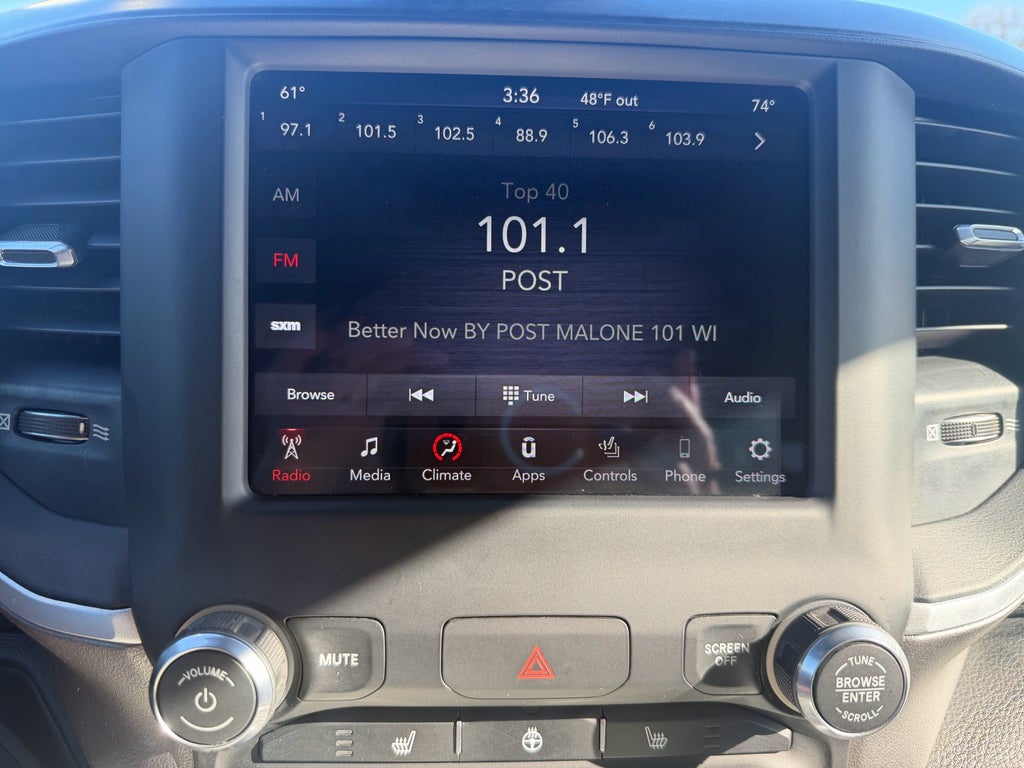 61° 3:36 48°F out 74°
1 97.1 2 101.5 3 102.5 4 88.9 5 106.3 6 103.9
AM
Top 40
101.1
FM
POST
sxm
Better Now BY POST MALONE 101 WI
Browse Tune Audio
Radio Media Climate Apps Controls Phone Settings
VOLUME
MUTE
SCREEN
OFF
TUNE
BROWSE
ENTER
SCROLL